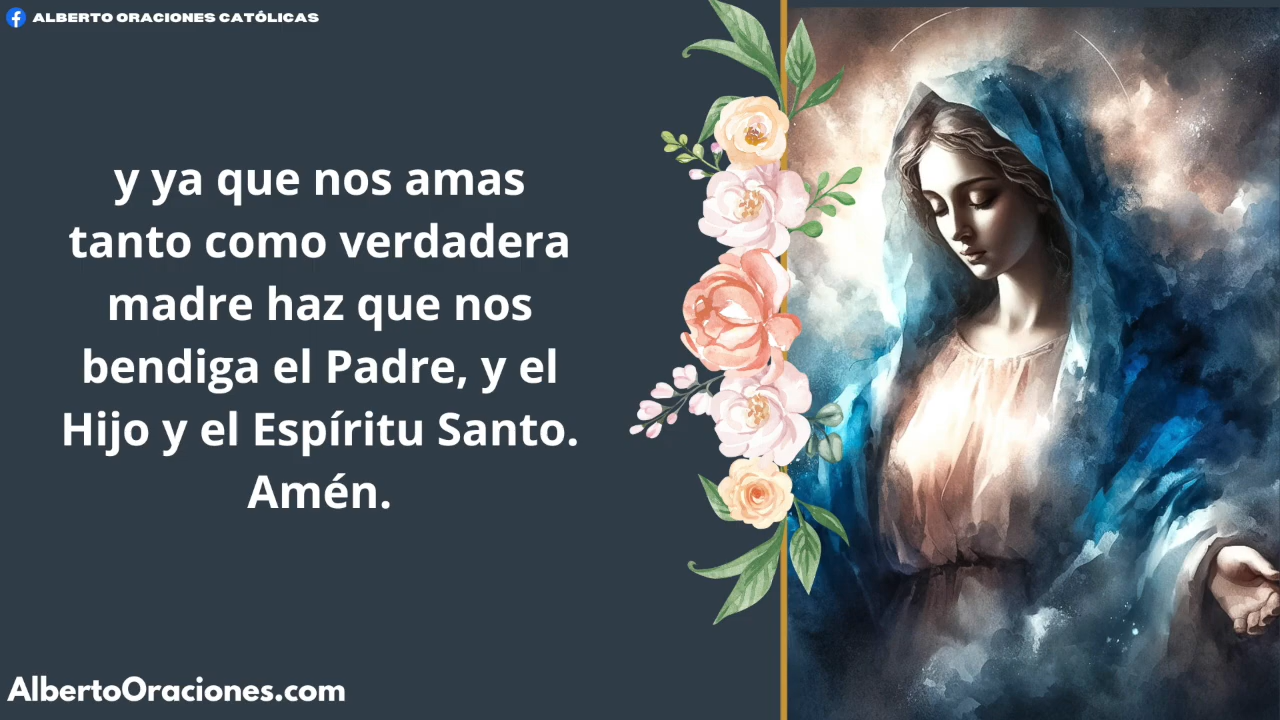 ALBERTO ORACIONES CATÓLICAS
y ya que nos amas
tanto como verdadera
madre haz que nos
bendiga el Padre, y el
Hijo y el Espíritu Santo.
Amén.
AlbertoOraciones.com